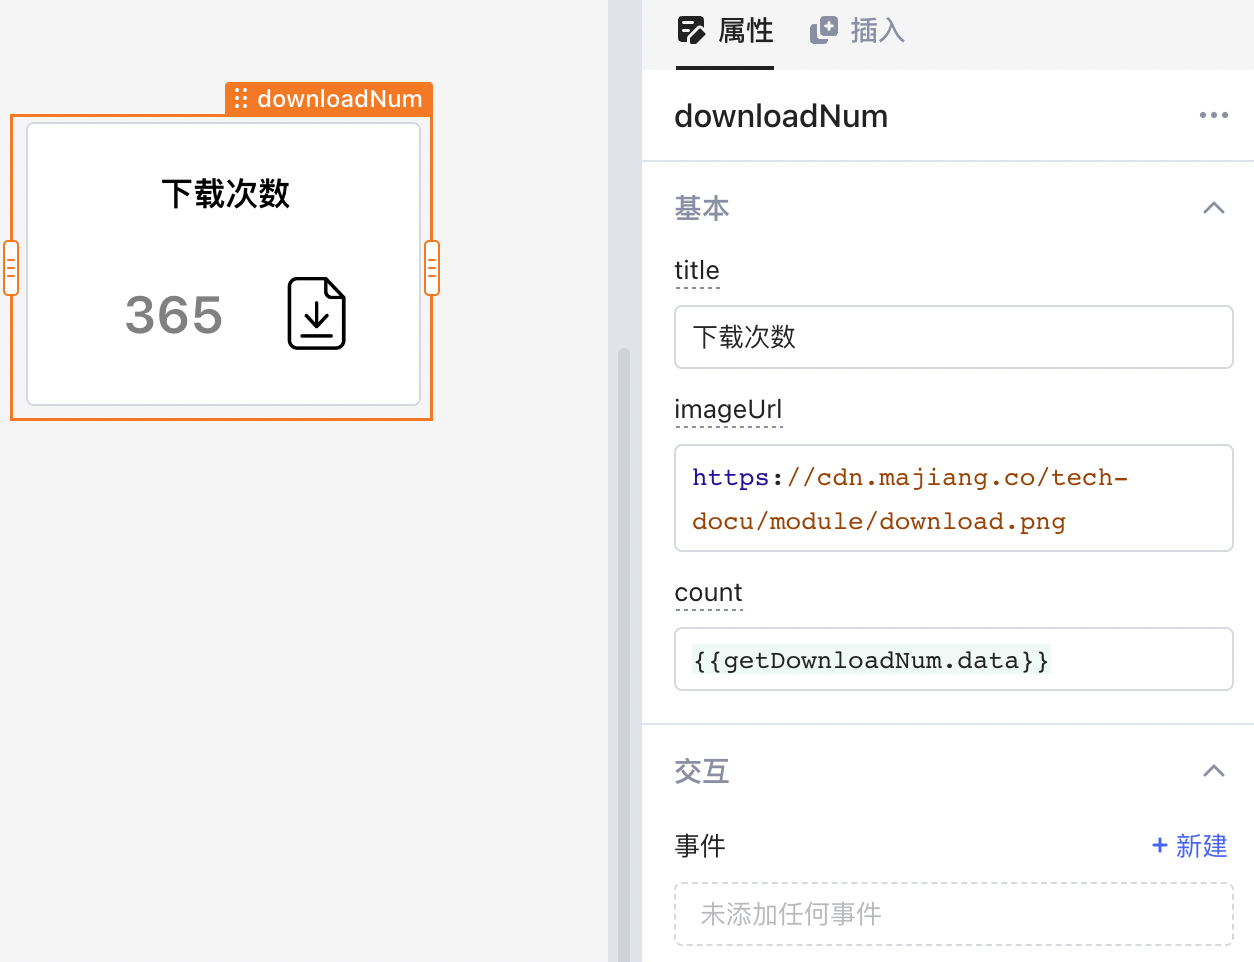 downloadNum
下载次数
365
属性
插入
downloadNum
基本
title
下载次数
imageUrl
https://cdn.majiang.co/tech-
docu/module/download.png
count
{{getDownloadNum.data}}
交互
事件
+ 新建
未添加任何事件